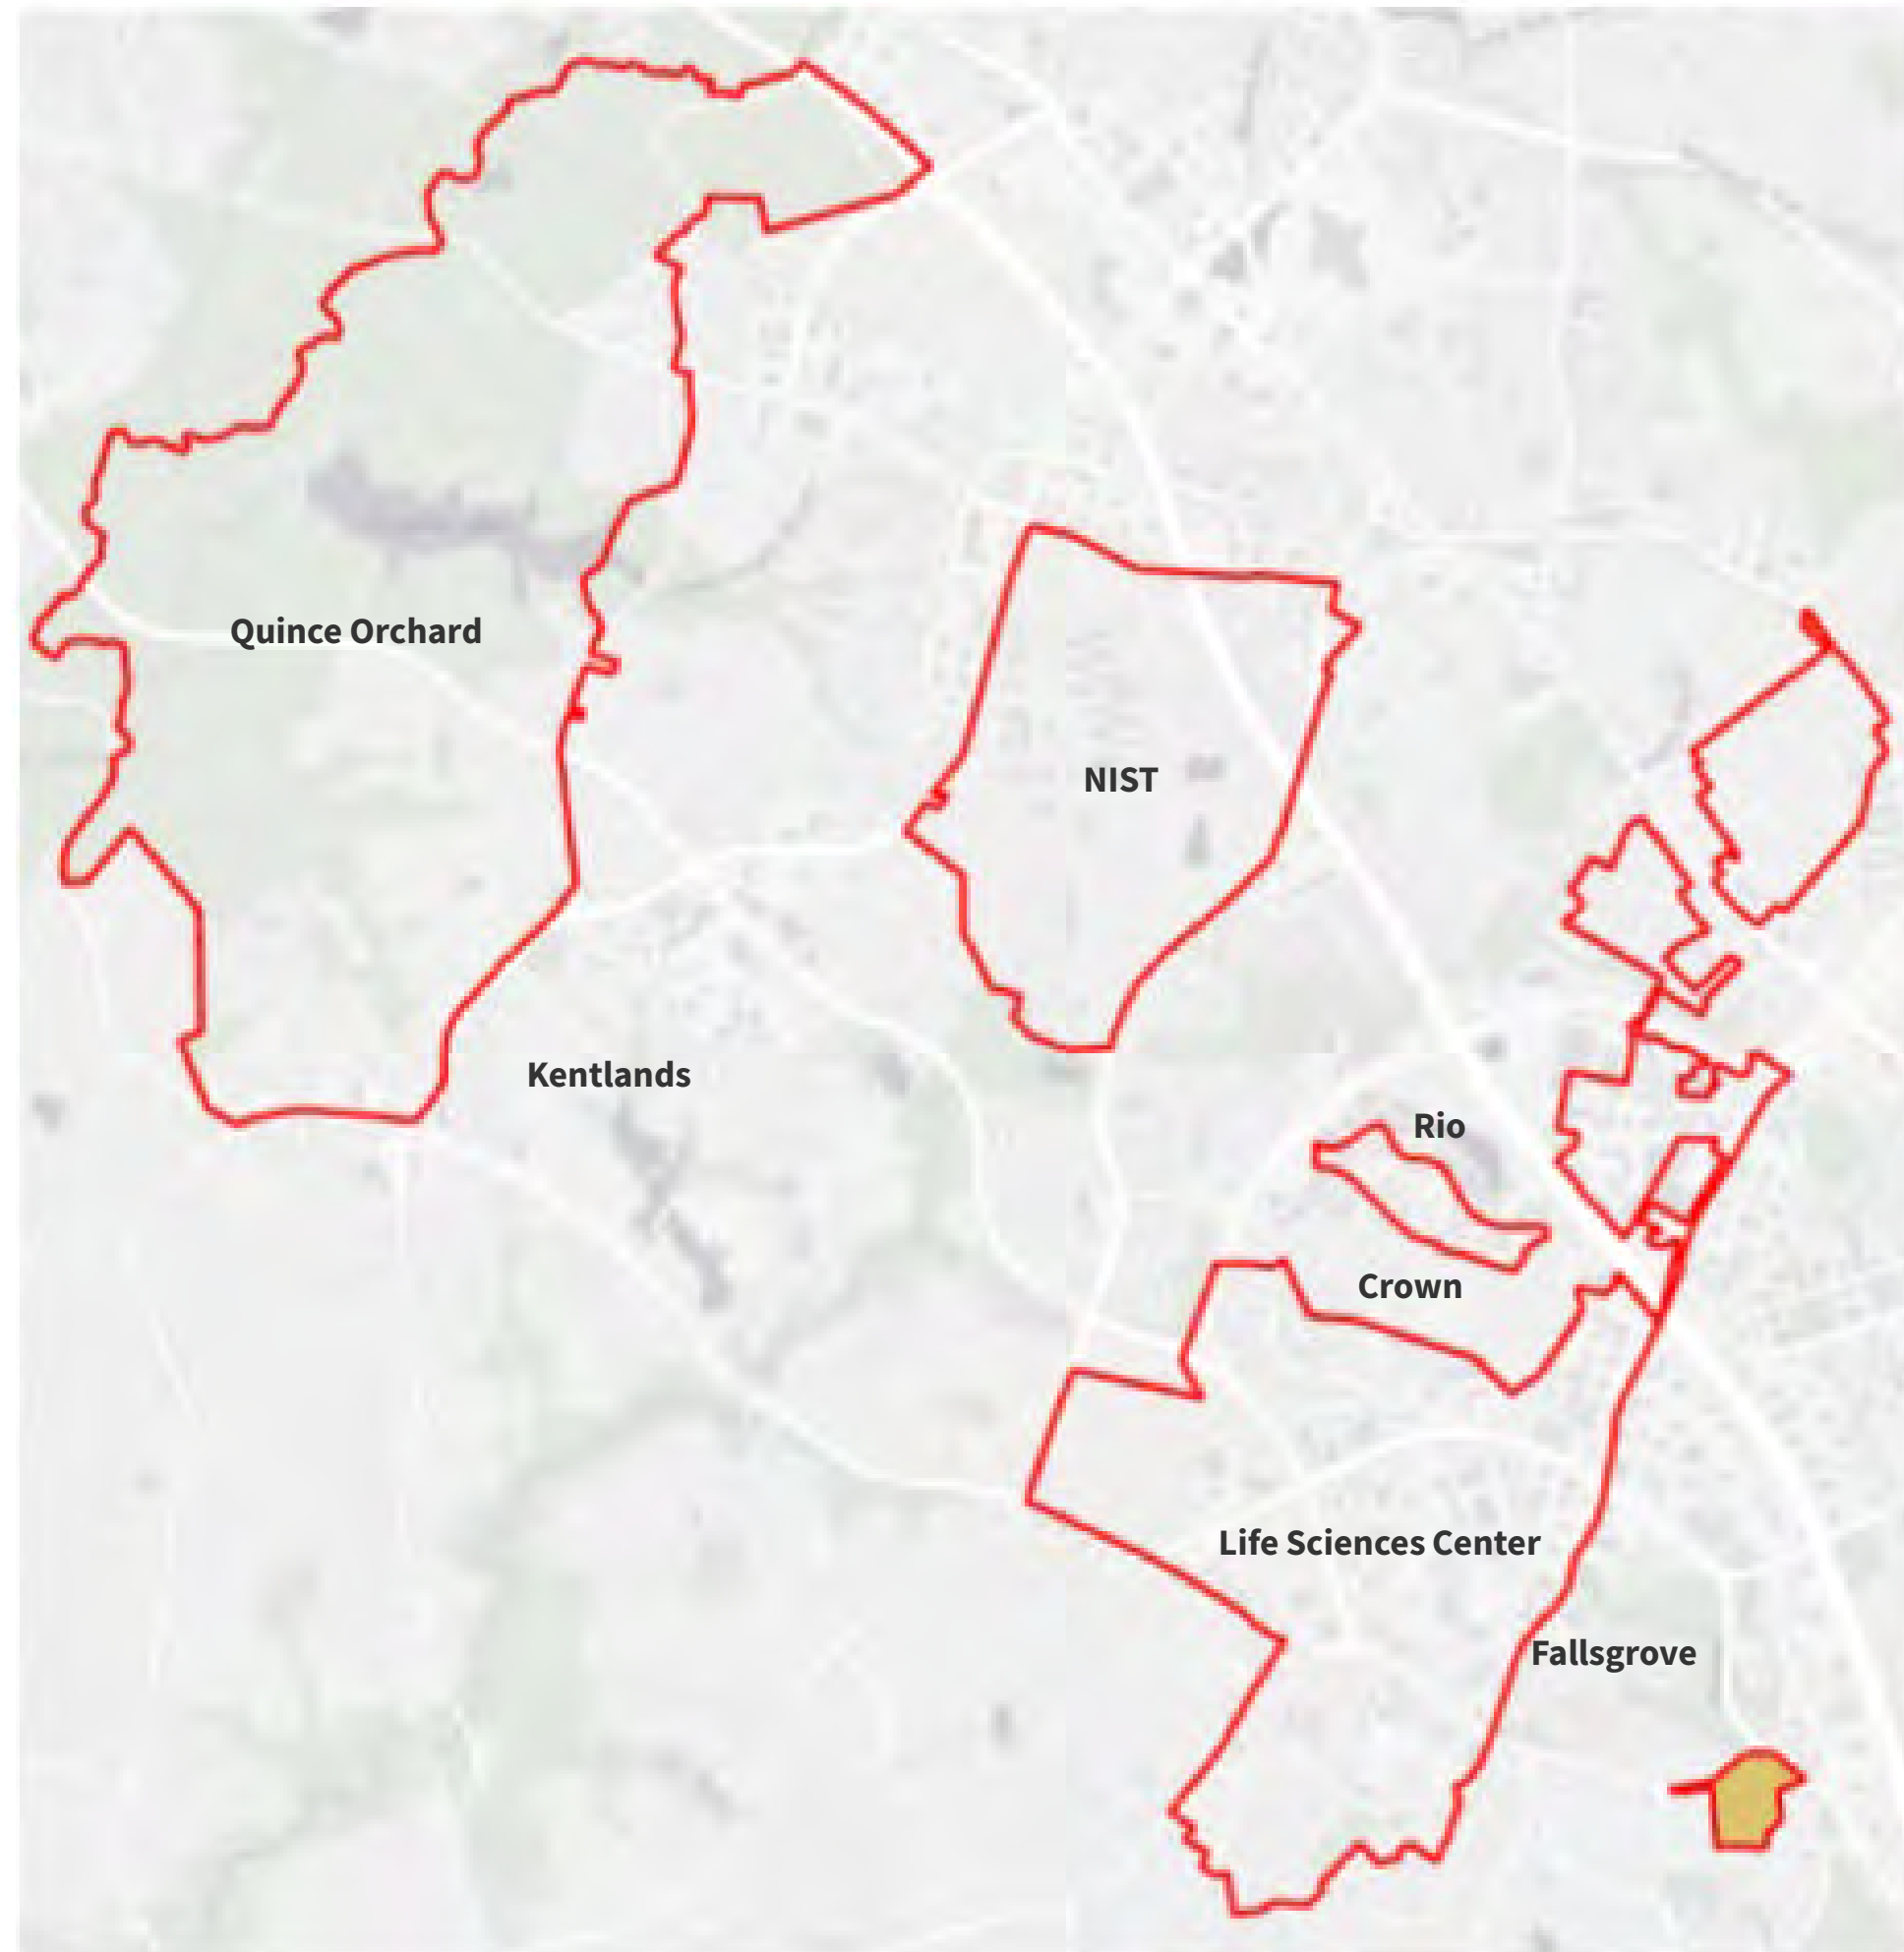 Quince Orchard
NIST
Kentlands
Rio
Crown
Life Sciences Center
Fallsgrove